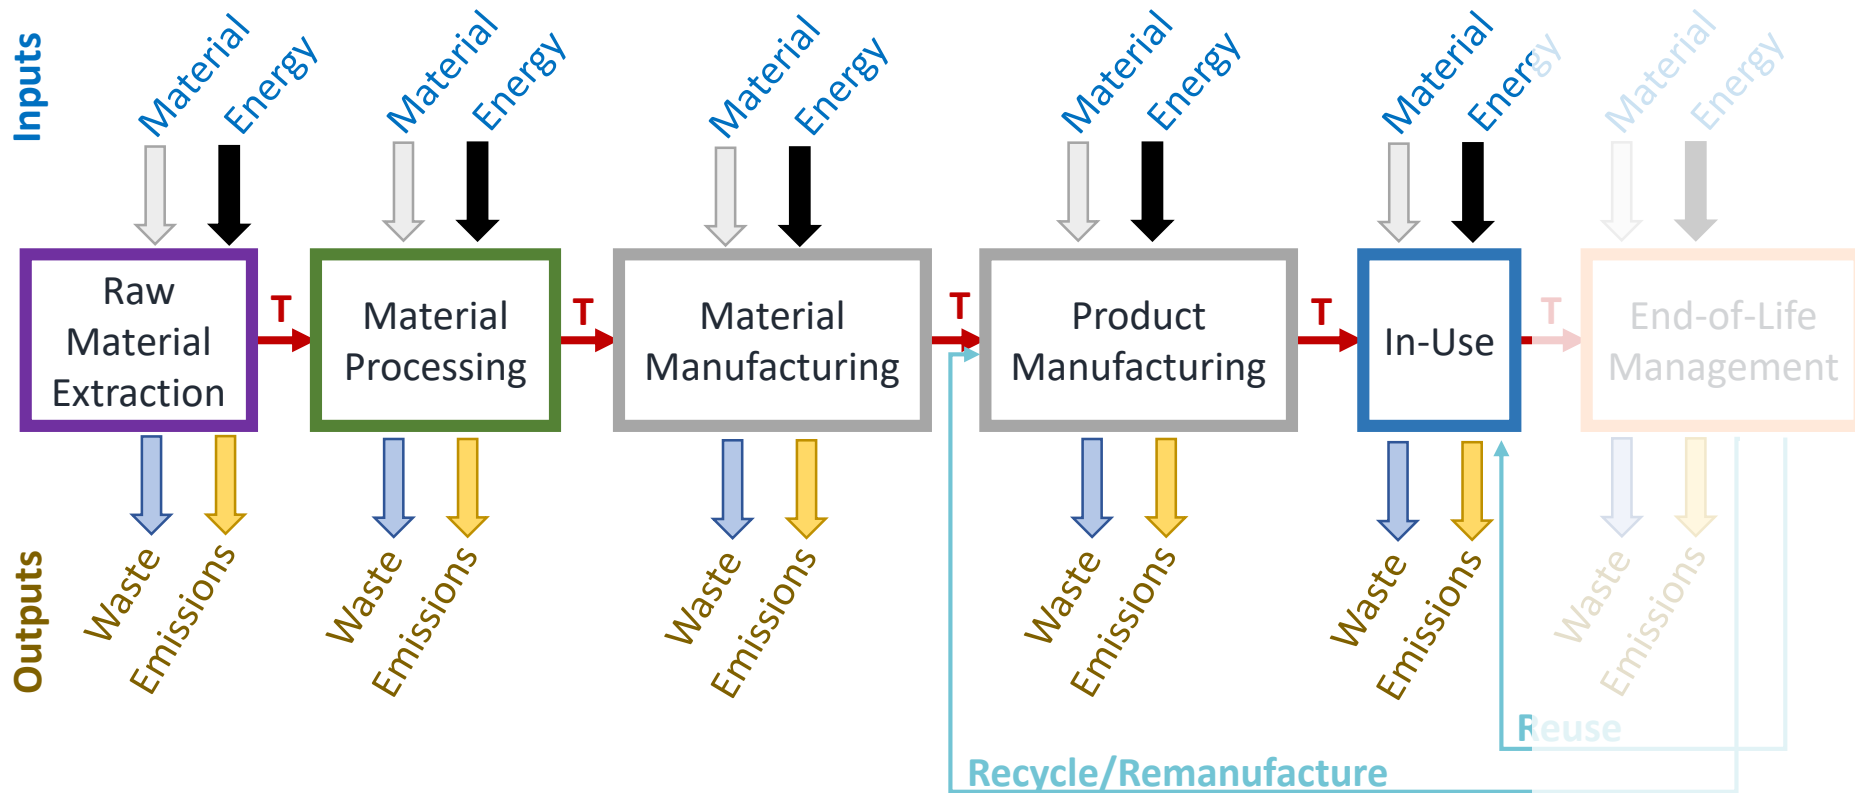 Inputs
Material
Energy
Material
Energy
Material
Energy
Material
Energy
Material
Energy
Material
Energy
Raw
Material
Extraction
T
Material
Processing
T
Material
Manufacturing
T
Product
Manufacturing
T
In-Use
T
End-of-Life
Management
Outputs
Waste
Emissions
Waste
Emissions
Waste
Emissions
Waste
Emissions
Waste
Emissions
Waste
Emissions
Reuse
Recycle/Remanufacture